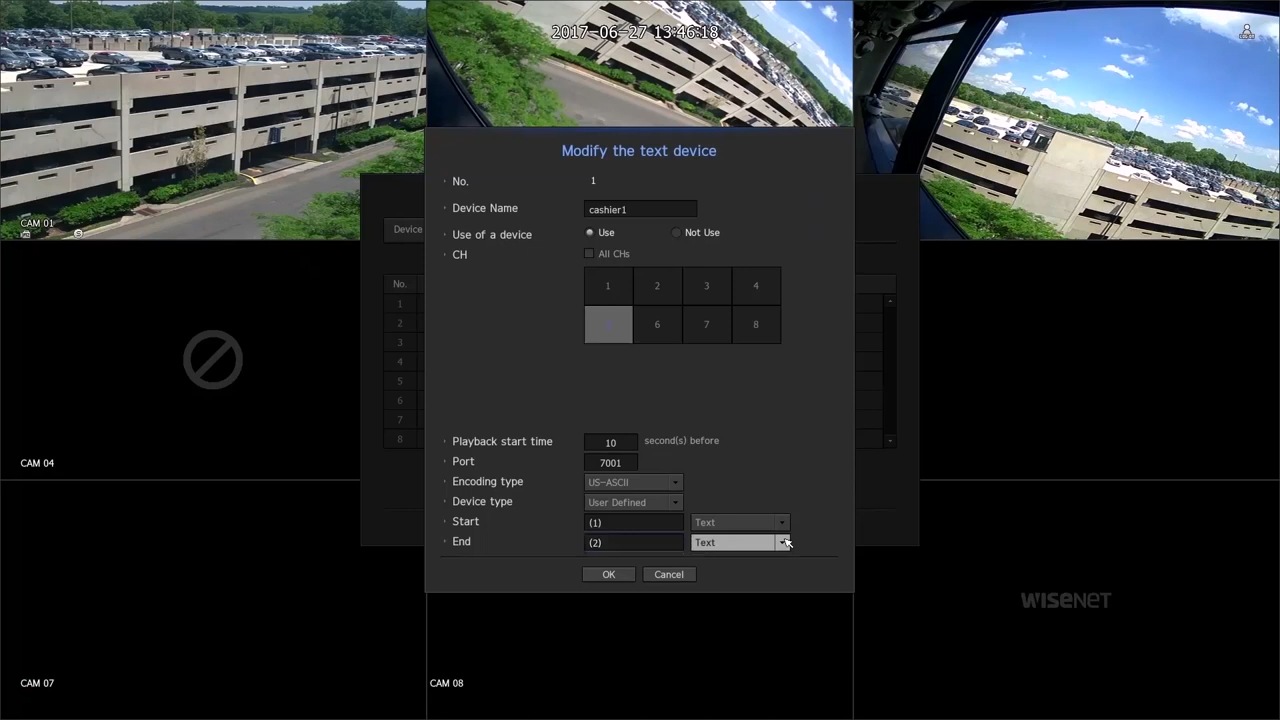 2017-06-27 13:46:18
Modify the text device
No. 1
Device Name cashier1
Use of a device Use Not Use
CH All CHs
1 2 3 4
5 6 7 8
Playback start time 10 second(s) before
Port 7001
Encoding type US-ASCII
Device type User Defined
Start (1) Text
End (2) Text
OK Cancel
CAM 01
Device
No.
1
2
3
4
5
6
7
8
CAM 04
WISENET
CAM 07
CAM 08